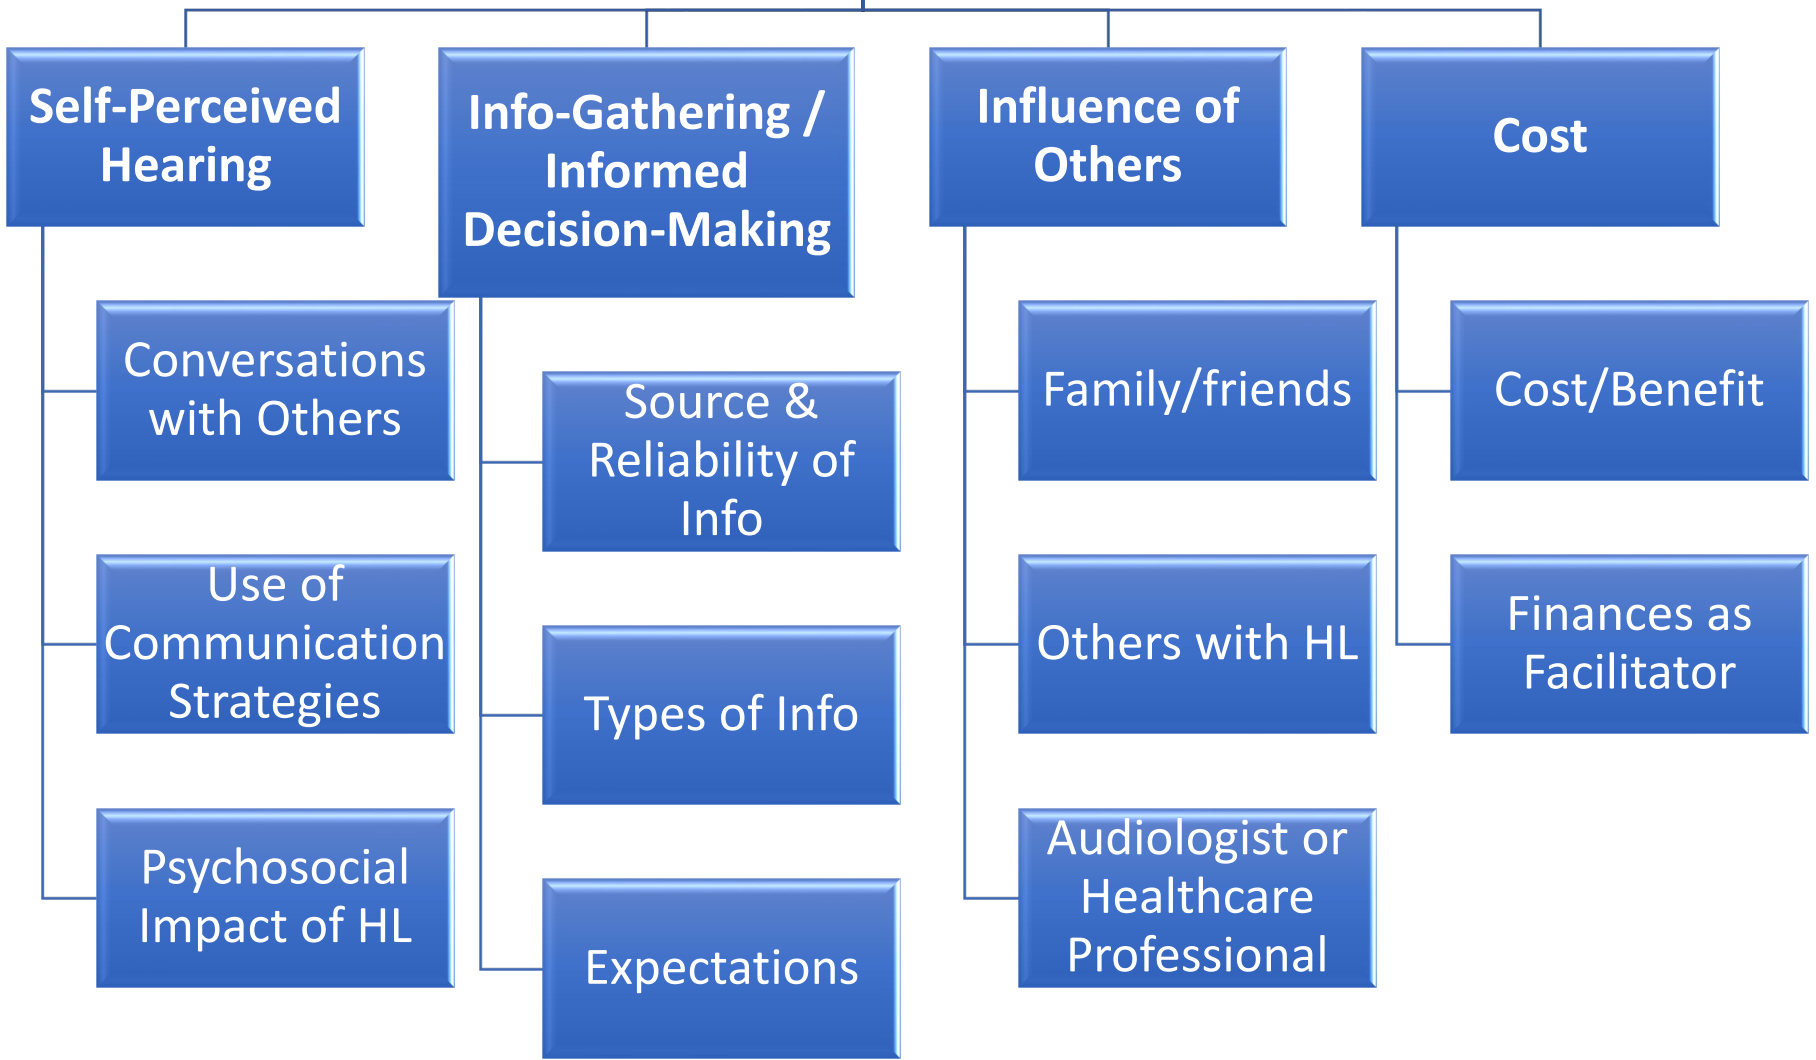 Self-Perceived
Hearing
Conversations
with Others
Use of
Communication
Strategies
Psychosocial
Impact of HL
Info-Gathering /
Informed
Decision-Making
Source &
Reliability of
Info
Types of Info
Expectations
Influence of
Others
Family/friends
Others with HL
Audiologist or
Healthcare
Professional
Cost
Cost/Benefit
Finances as
Facilitator